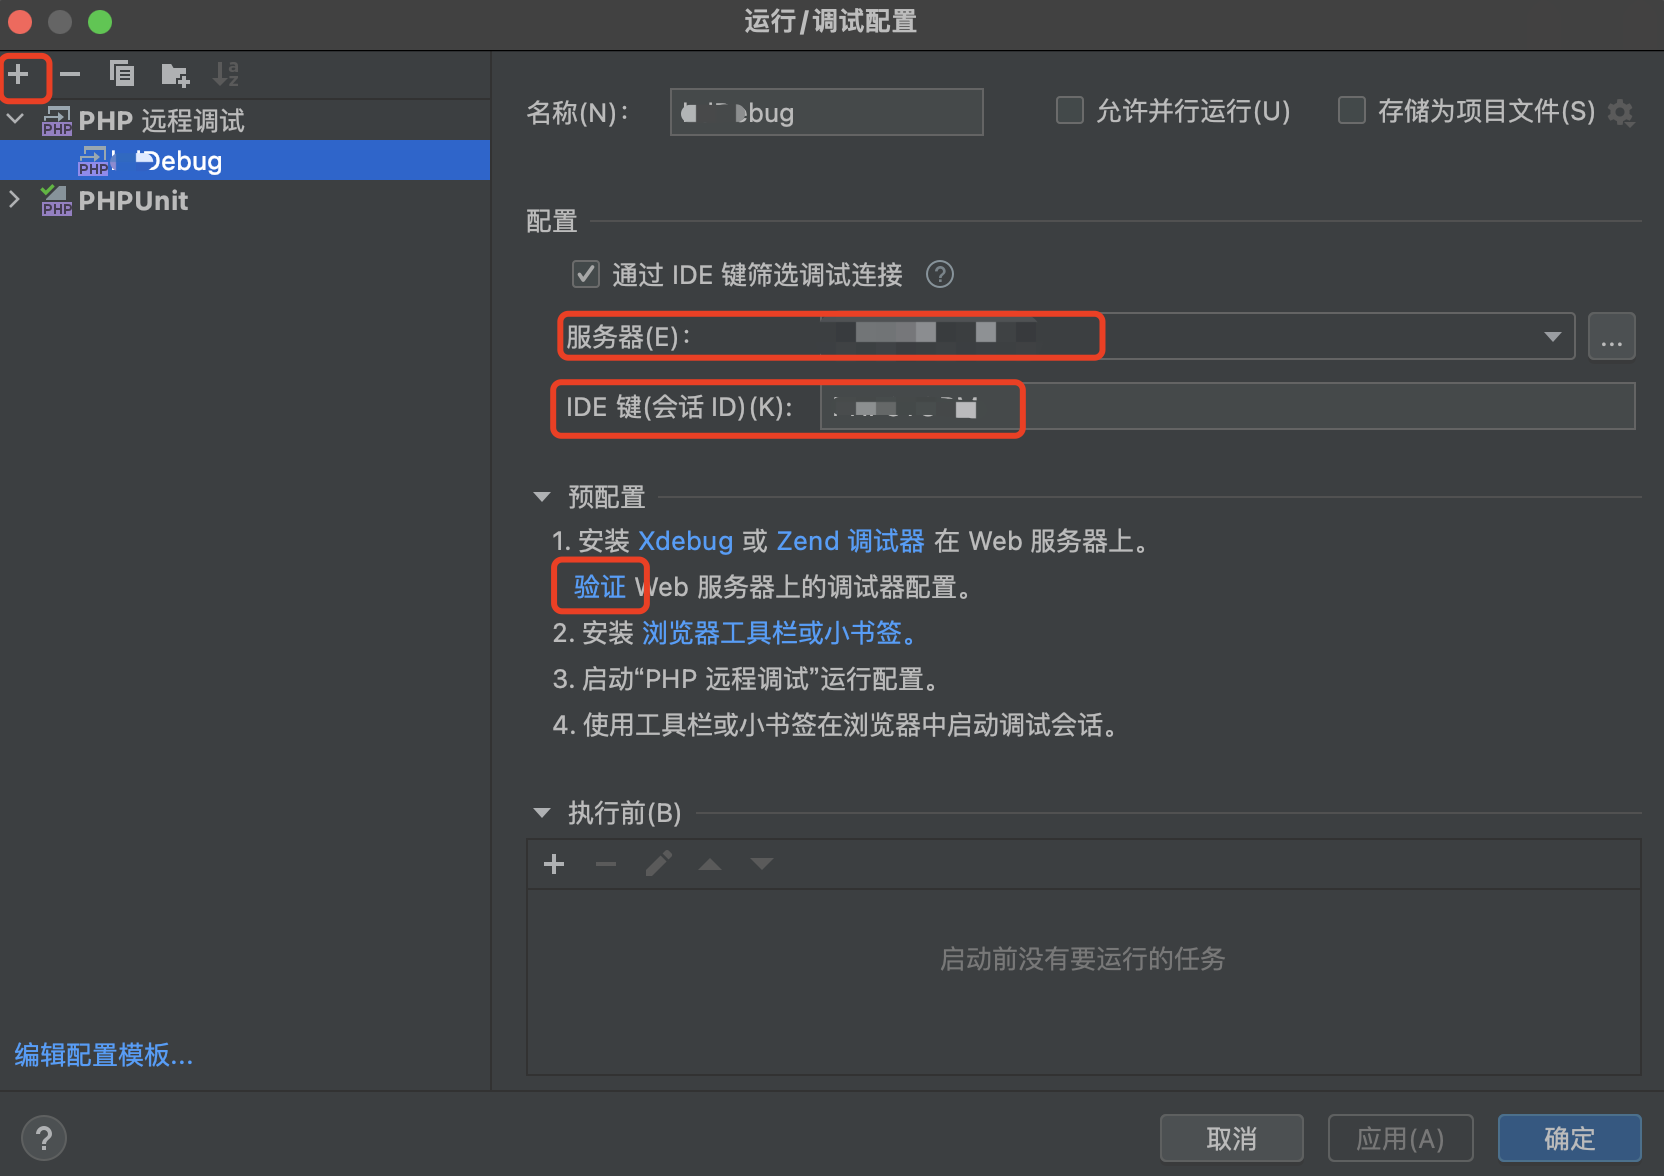 运行/调试配置
PHP 远程调试
Debug
PHPUnit
名称(N):
ebug
允许并行运行(U)
存储为项目文件(S)
配置
通过 IDE 键筛选调试连接
服务器(E):
...
IDE 键(会话 ID)(K):
预配置
1. 安装 Xdebug 或 Zend 调试器 在 Web 服务器上。
验证 Web 服务器上的调试器配置。
2. 安装 浏览器工具栏或小书签。
3. 启动“PHP 远程调试”运行配置。
4. 使用工具栏或小书签在浏览器中启动调试会话。
执行前(B)
启动前没有要运行的任务
编辑配置模板...
?
取消
应用(A)
确定